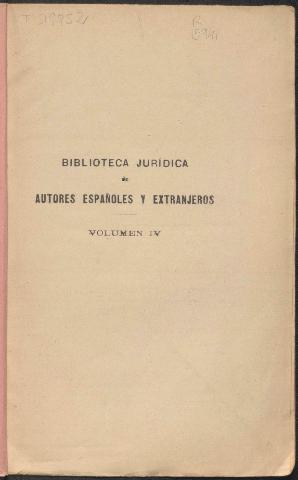 BIBLIOTECA JURÍDICA
de
AUTORES ESPAÑOLES Y EXTRANJEROS
VOLUMEN IV